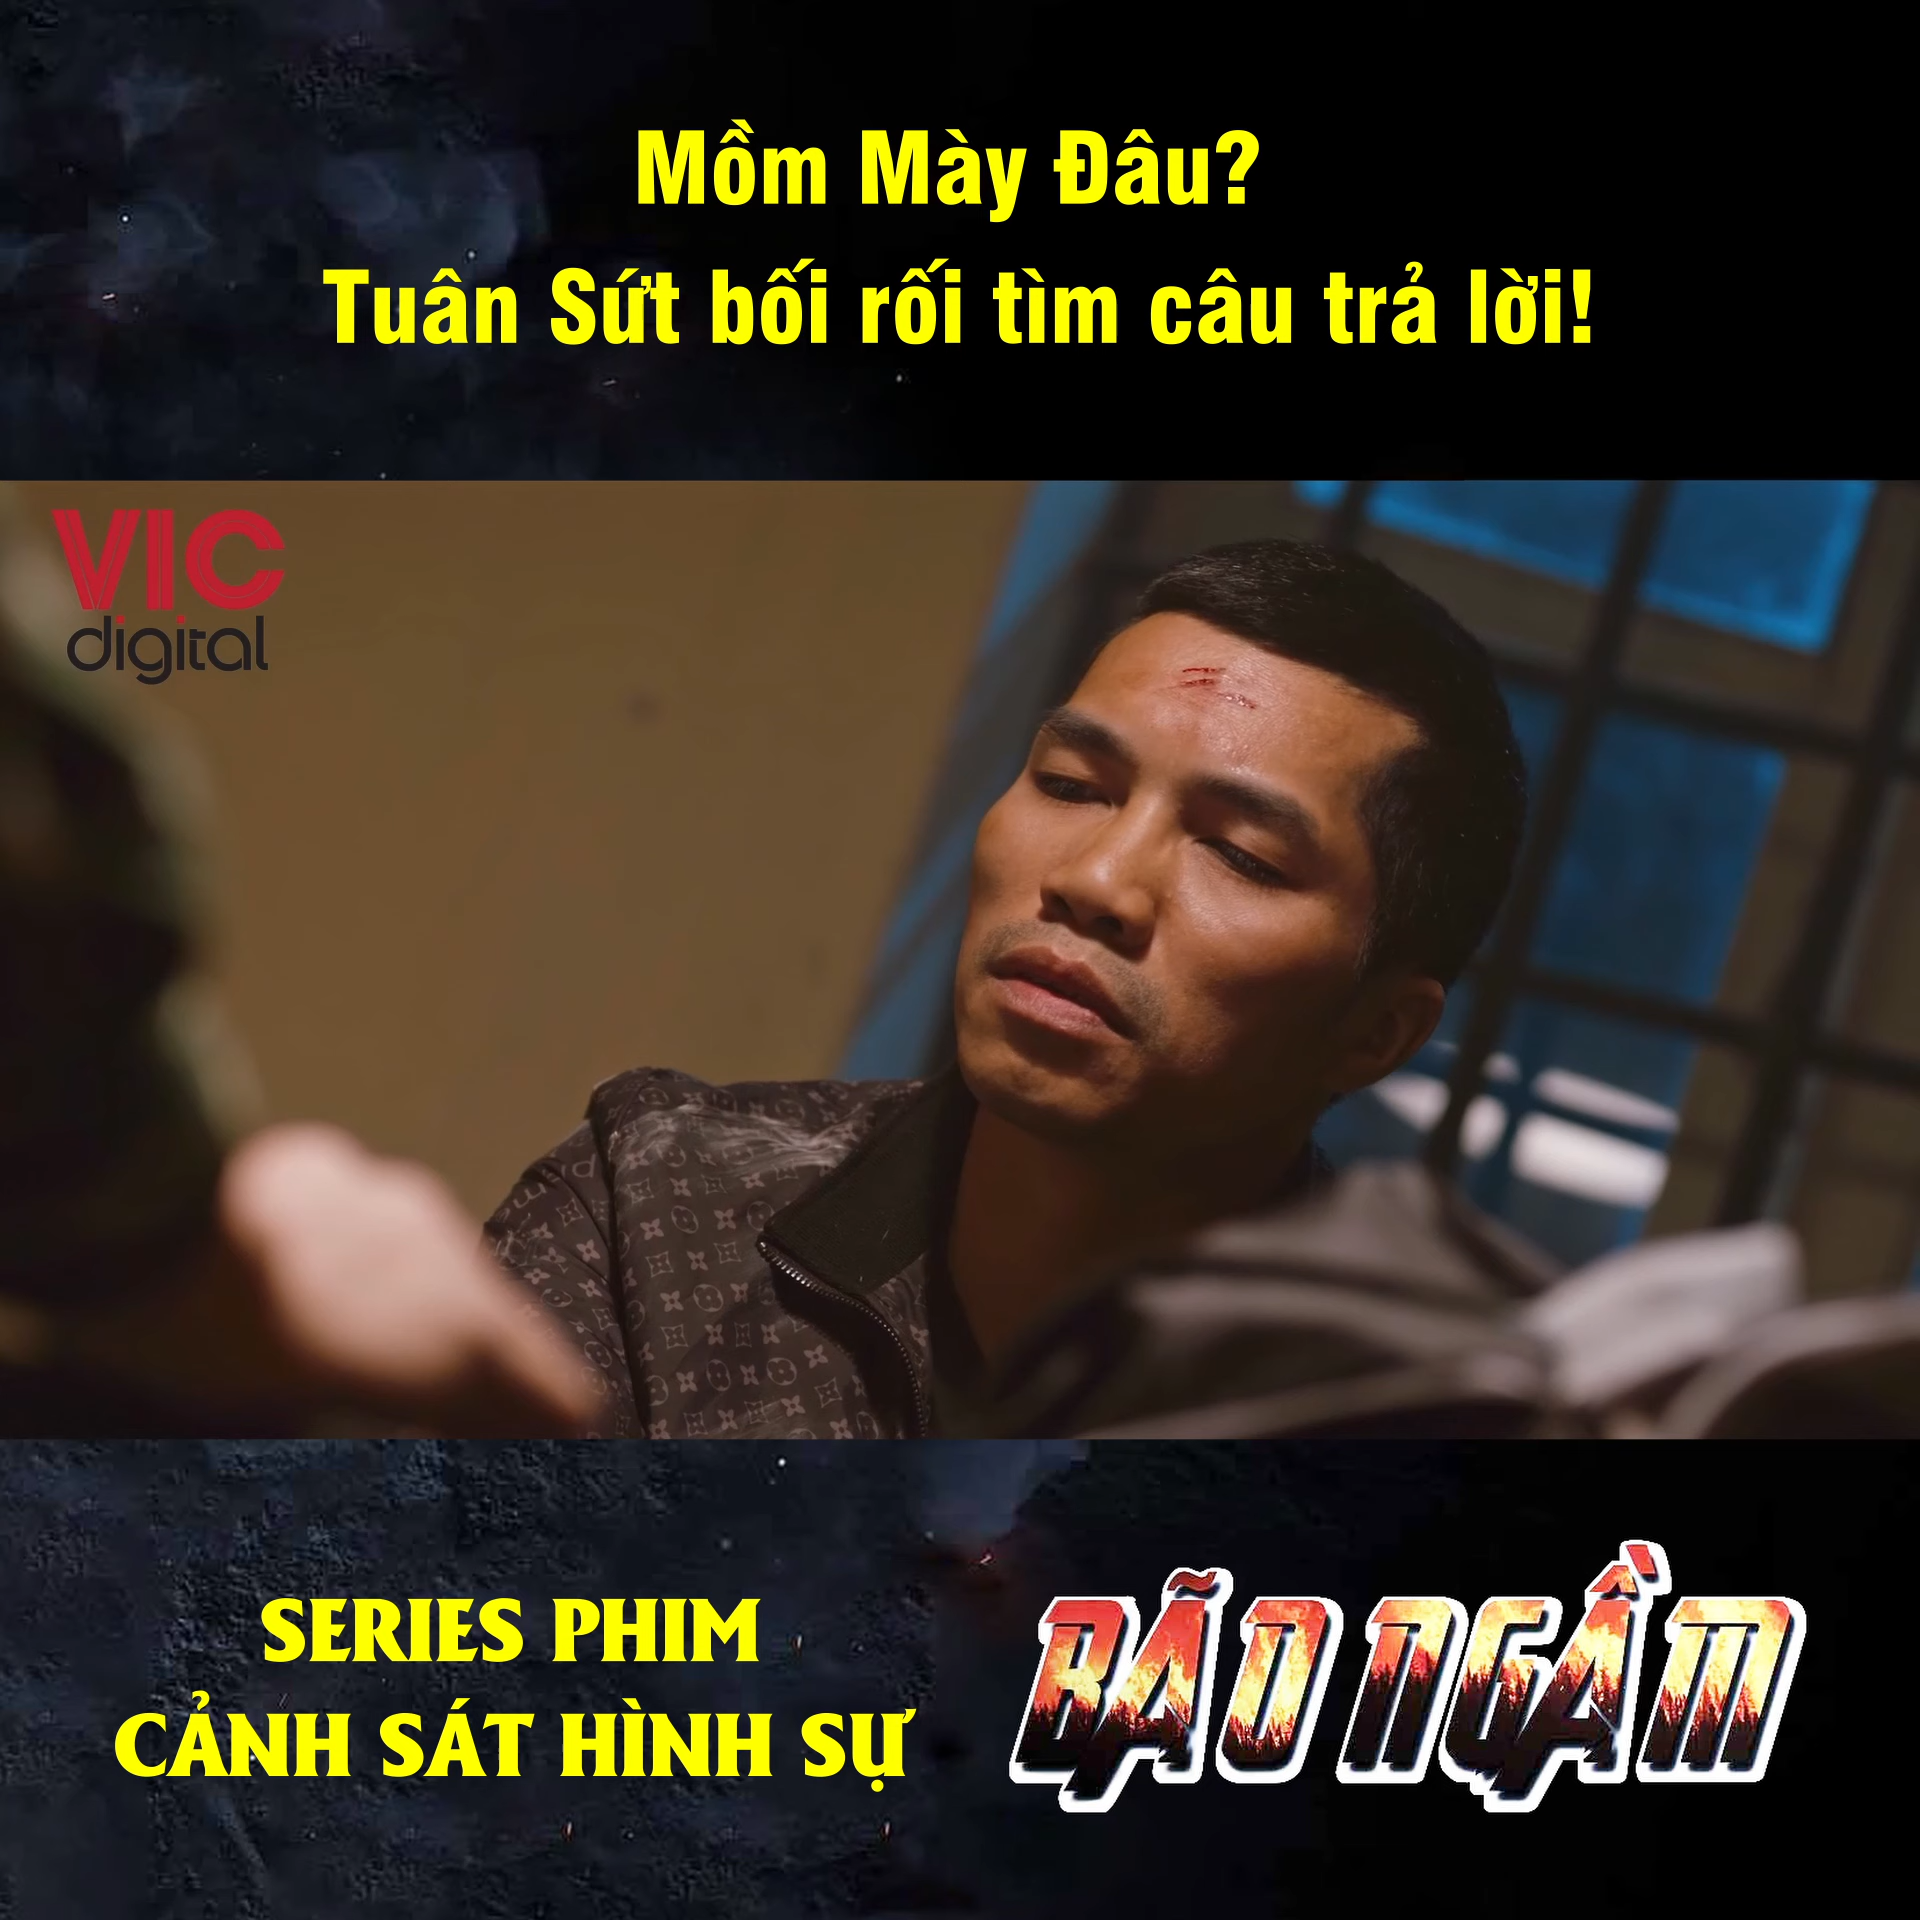 Mồm Mày Đâu?
Tuân Sứt bối rối tìm câu trả lời!
VIC
digital
SERIES PHIM
CẢNH SÁT HÌNH SỰ
BÃO NGẦM